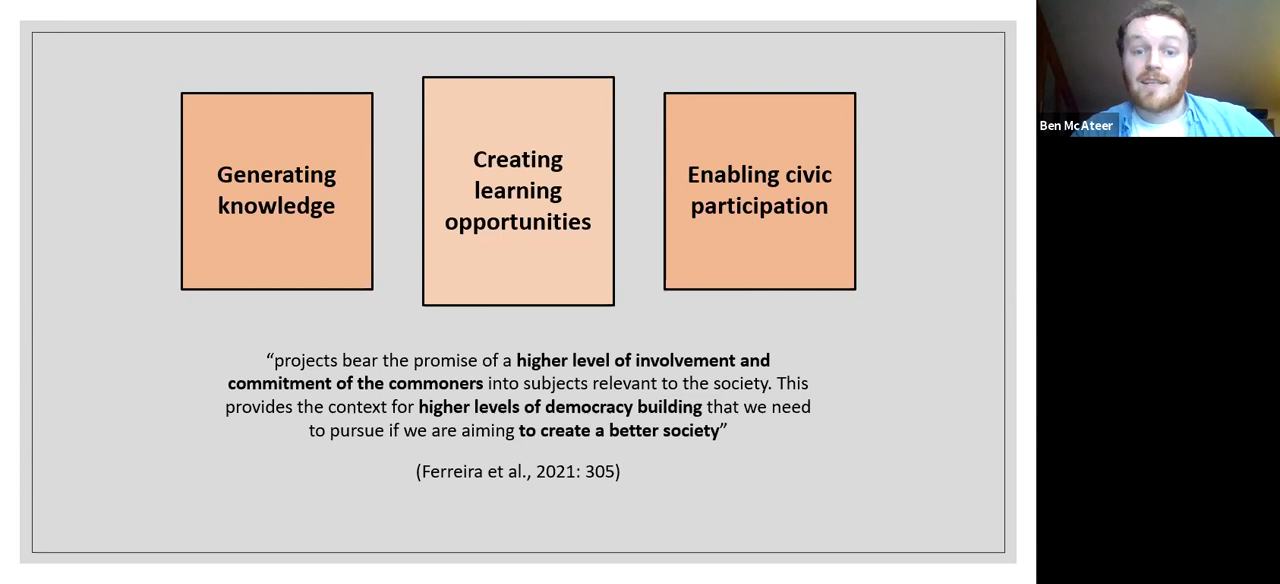 Generating
knowledge
Creating
learning
opportunities
Enabling civic
participation
“projects bear the promise of a higher level of involvement and
commitment of the commoners into subjects relevant to the society. This
provides the context for higher levels of democracy building that we need
to pursue if we are aiming to create a better society”
(Ferreira et al., 2021: 305)
Ben McAteer